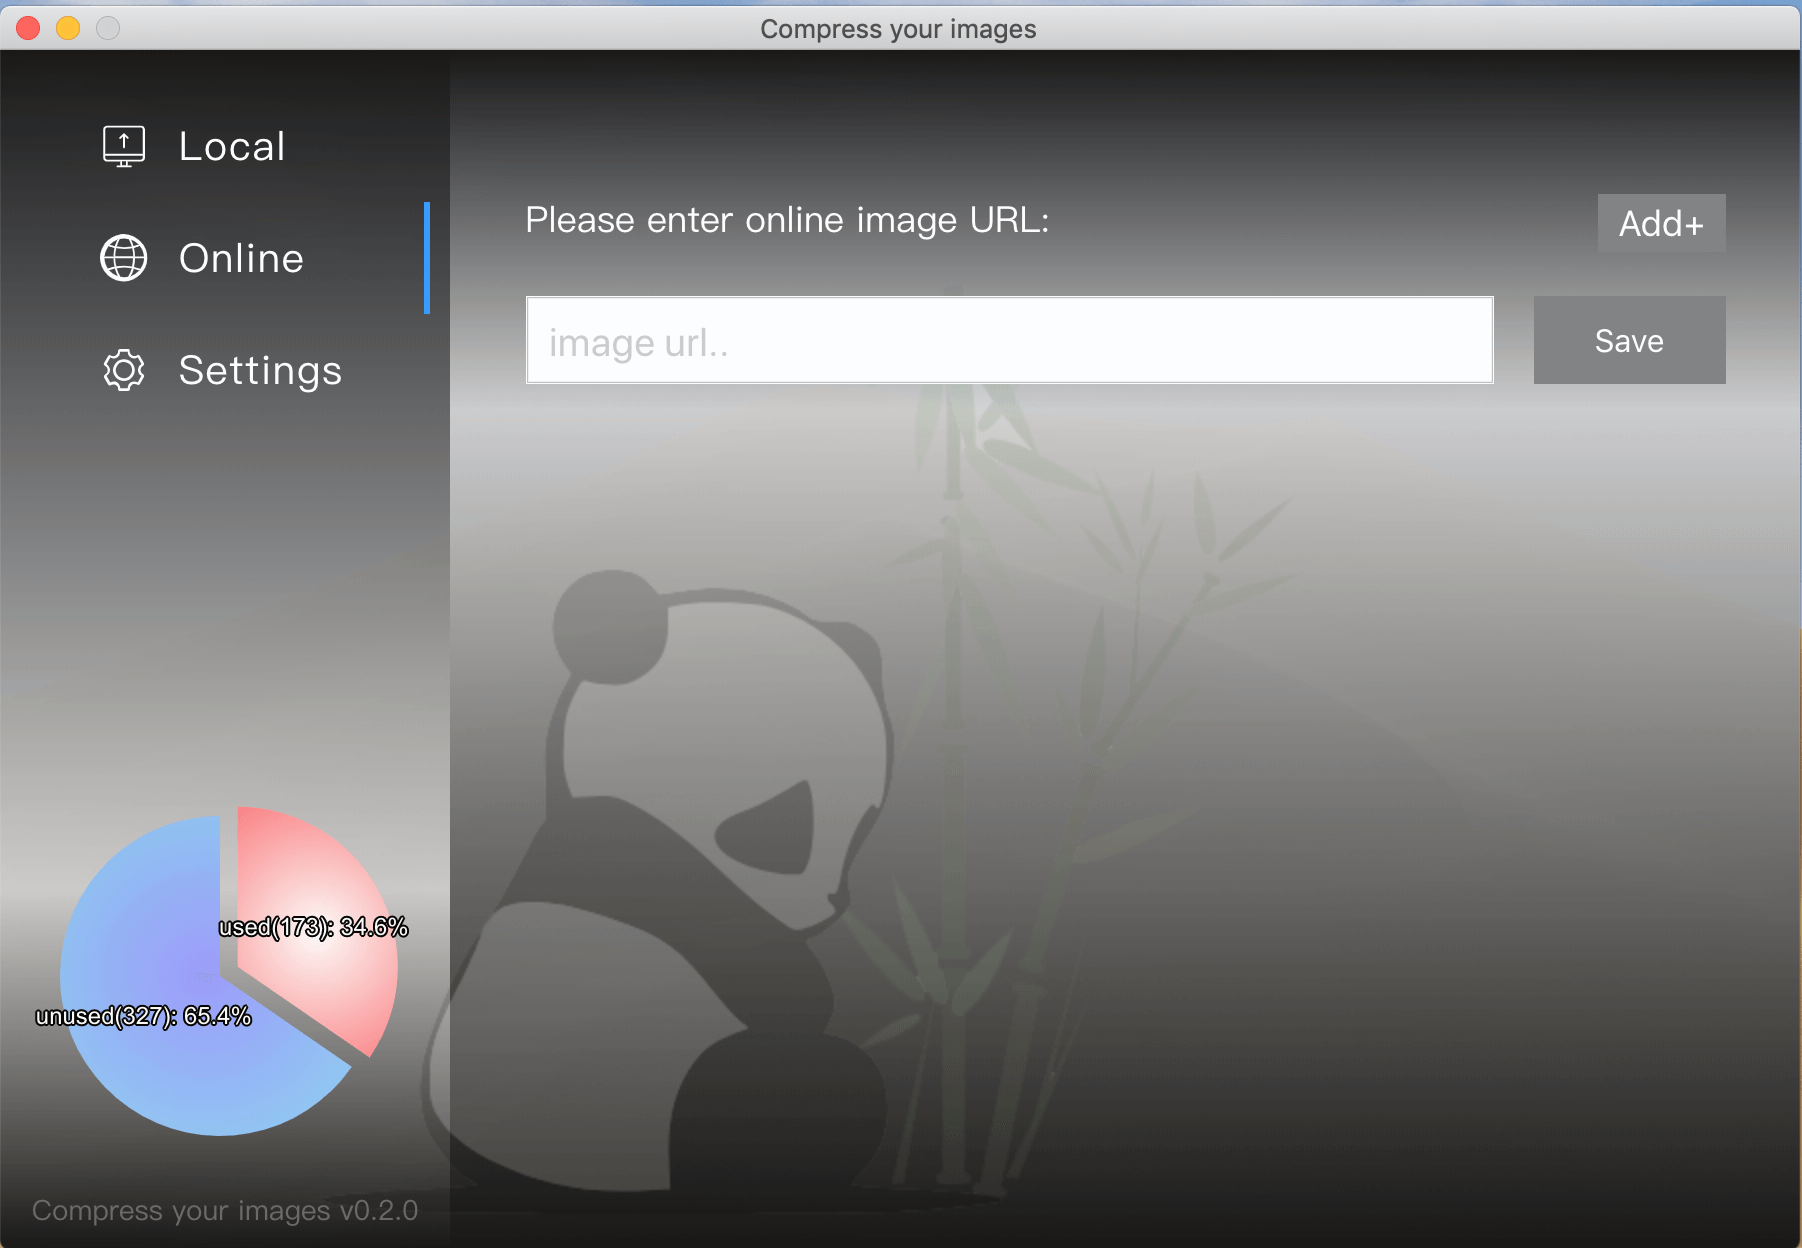 Compress your images
Local
Online
Settings
Please enter online image URL:
Add+
image url..
Save
used(173): 34.6%
unused(327): 65.4%
Compress your images v0.2.0